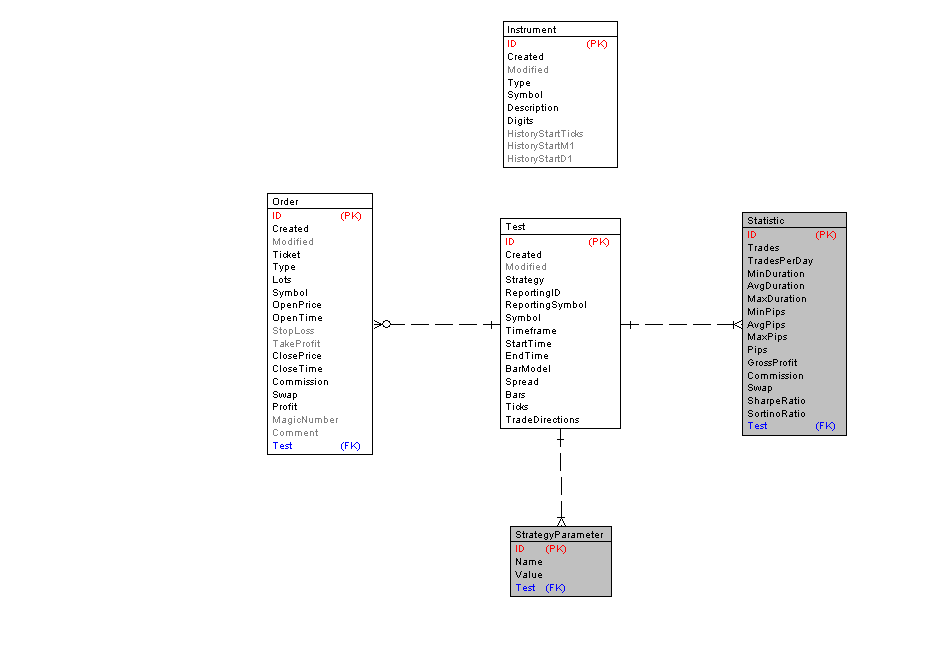 Instrument
ID (PK)
Created
Modified
Type
Symbol
Description
Digits
HistoryStartTicks
HistoryStartM1
HistoryStartD1
Order
ID (PK)
Created
Modified
Ticket
Type
Lots
Symbol
OpenPrice
OpenTime
StopLoss
TakeProfit
ClosePrice
CloseTime
Commission
Swap
Profit
MagicNumber
Comment
Test (FK)
Test
ID (PK)
Created
Modified
Strategy
ReportingID
ReportingSymbol
Symbol
Timeframe
StartTime
EndTime
BarModel
Spread
Bars
Ticks
TradeDirections
Statistic
ID (PK)
Trades
TradesPerDay
MinDuration
AvgDuration
MaxDuration
MinPips
AvgPips
MaxPips
Pips
GrossProfit
Commission
Swap
SharpeRatio
SortinoRatio
Test (FK)
StrategyParameter
ID (PK)
Name
Value
Test (FK)